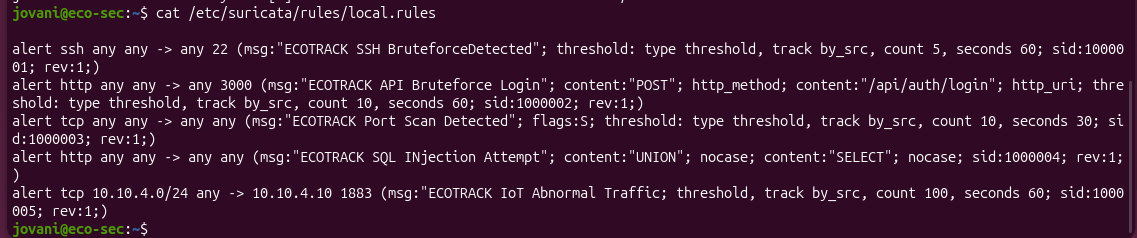 jovani@eco-sec:~$ cat /etc/suricata/rules/local.rules
alert ssh any any -> any 22 (msg:"ECOTRACK SSH BruteforceDetected"; threshold: type threshold, track by_src, count 5, seconds 60; sid:10000
01; rev:1;)
alert http any any -> any 3000 (msg:"ECOTRACK API Bruteforce Login"; content:"POST"; http_method; content:"/api/auth/login"; http_uri; thre
shold: type threshold, track by_src, count 10, seconds 60; sid:1000002; rev:1;)
alert tcp any any -> any any (msg:"ECOTRACK Port Scan Detected"; flags:S; threshold: type threshold, track by_src, count 10, seconds 30; si
d:1000003; rev:1;)
alert http any any -> any any (msg:"ECOTRACK SQL INjection Attempt"; content:"UNION"; nocase; content:"SELECT"; nocase; sid:1000004; rev:1;
)
alert tcp 10.10.4.0/24 any -> 10.10.4.10 1883 (msg:"ECOTRACK IoT Abnormal Traffic; threshold, track by_src, count 100, seconds 60; sid:1000
005; rev:1;)
jovani@eco-sec:~$